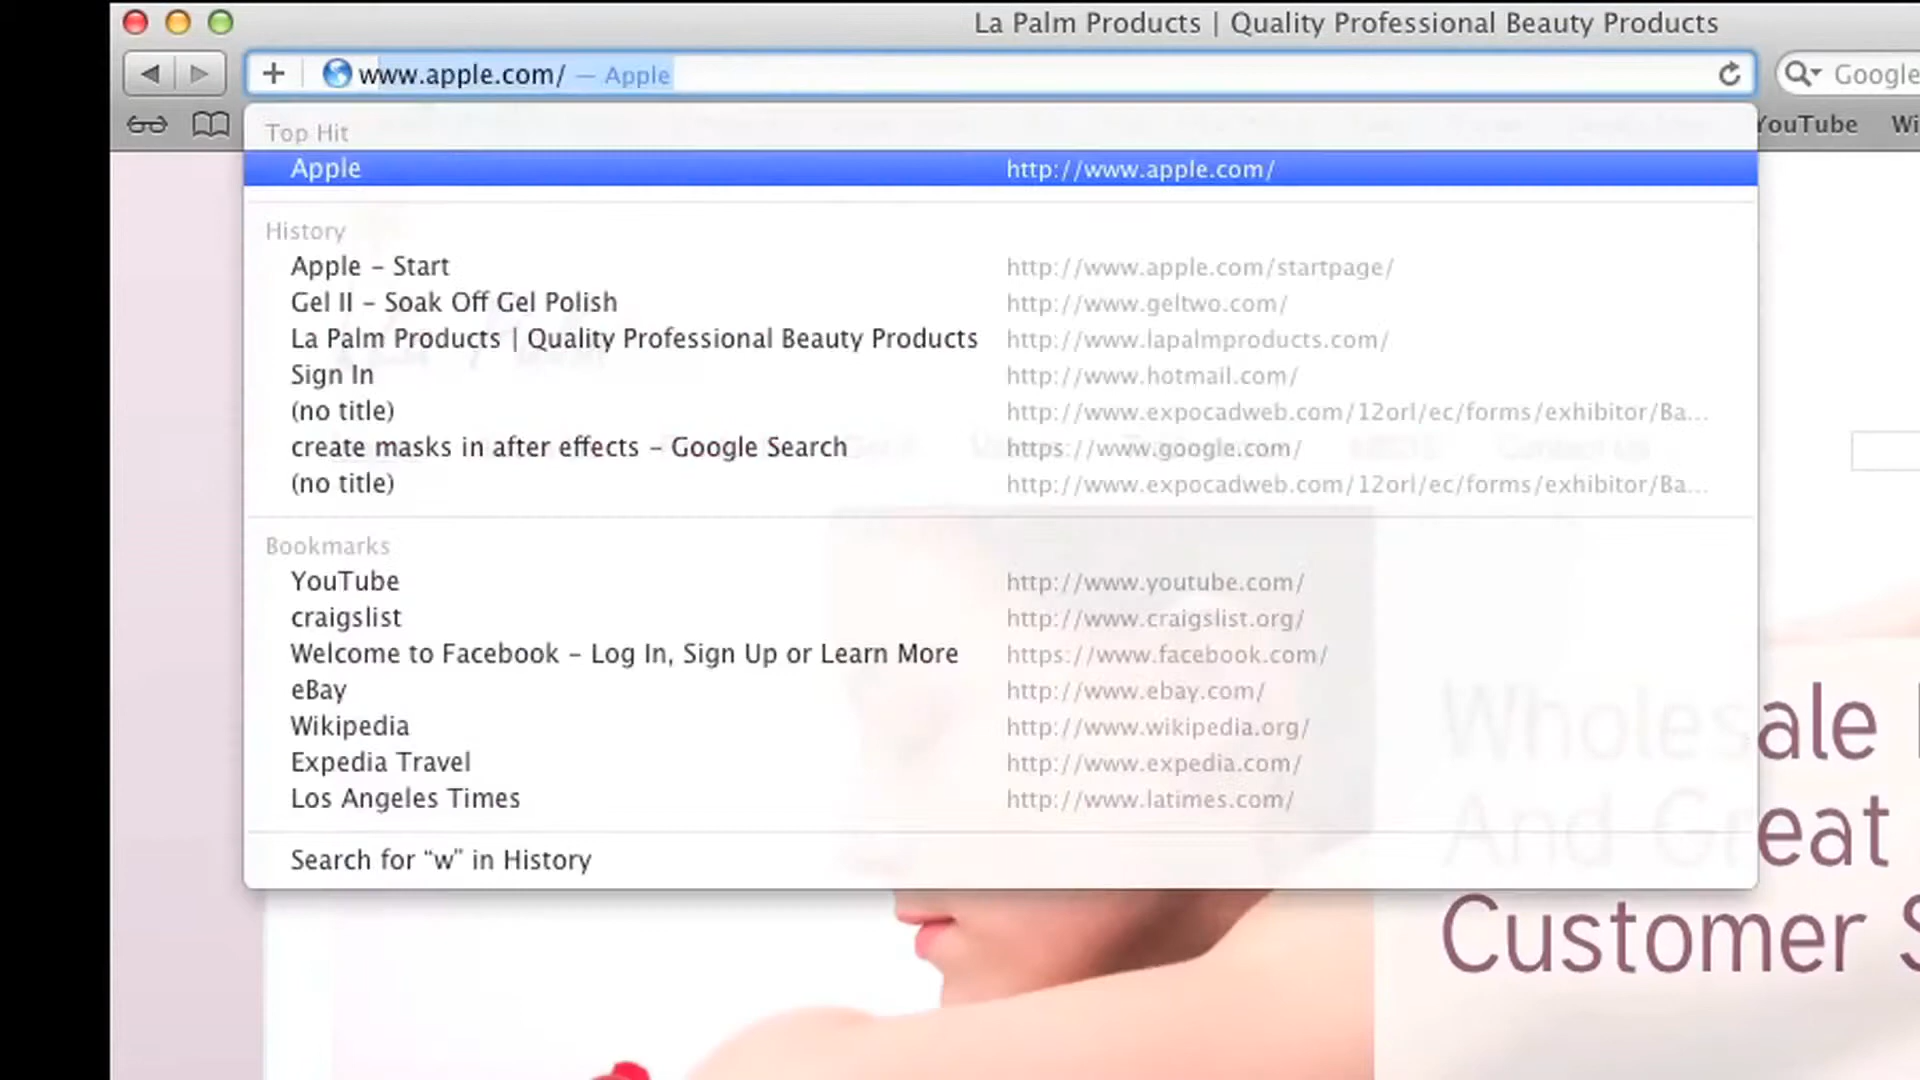 La Palm Products | Quality Professional Beauty Products
www.apple.com/ — Apple
Google
YouTube Wi
Top Hit
Apple http://www.apple.com/
History
Apple – Start http://www.apple.com/startpage/
Gel II – Soak Off Gel Polish http://www.geltwo.com/
La Palm Products | Quality Professional Beauty Products http://www.lapalmproducts.com/
Sign In http://www.hotmail.com/
(no title) http://www.expocadweb.com/12orl/ec/forms/exhibitor/Ba...
create masks in after effects – Google Search https://www.google.com/
(no title) http://www.expocadweb.com/12orl/ec/forms/exhibitor/Ba...
Bookmarks
YouTube http://www.youtube.com/
craigslist http://www.craigslist.org/
Welcome to Facebook – Log In, Sign Up or Learn More https://www.facebook.com/
eBay http://www.ebay.com/
Wikipedia http://www.wikipedia.org/
Expedia Travel http://www.expedia.com/
Los Angeles Times http://www.latimes.com/
Search for “w” in History
Wholesale
And Great
Customer S